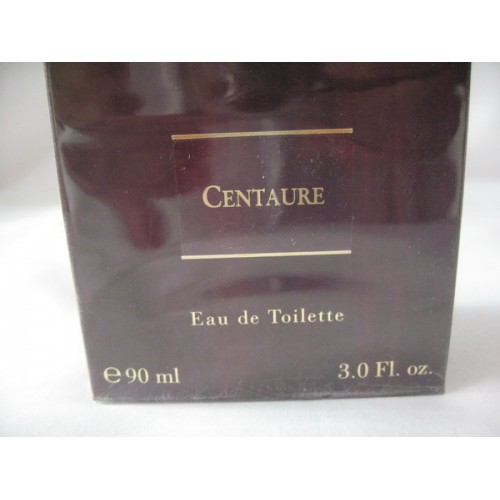 CENTAURE
Eau de Toilette
℮ 90 ml 3.0 Fl. oz.